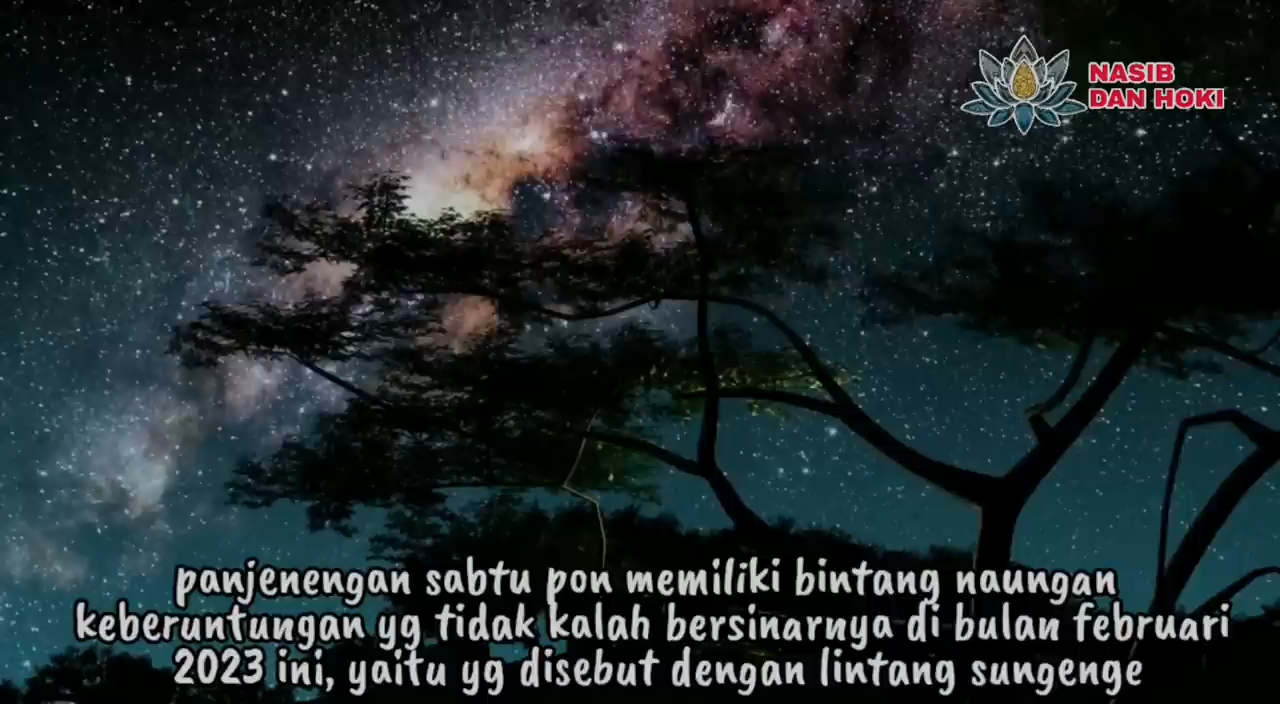 NASIB
DAN HOKI
panjenengan sabtu pon memiliki bintang naungan
keberuntungan yg tidak kalah bersinarnya di bulan februari
2023 ini, yaitu yg disebut dengan lintang sungenge